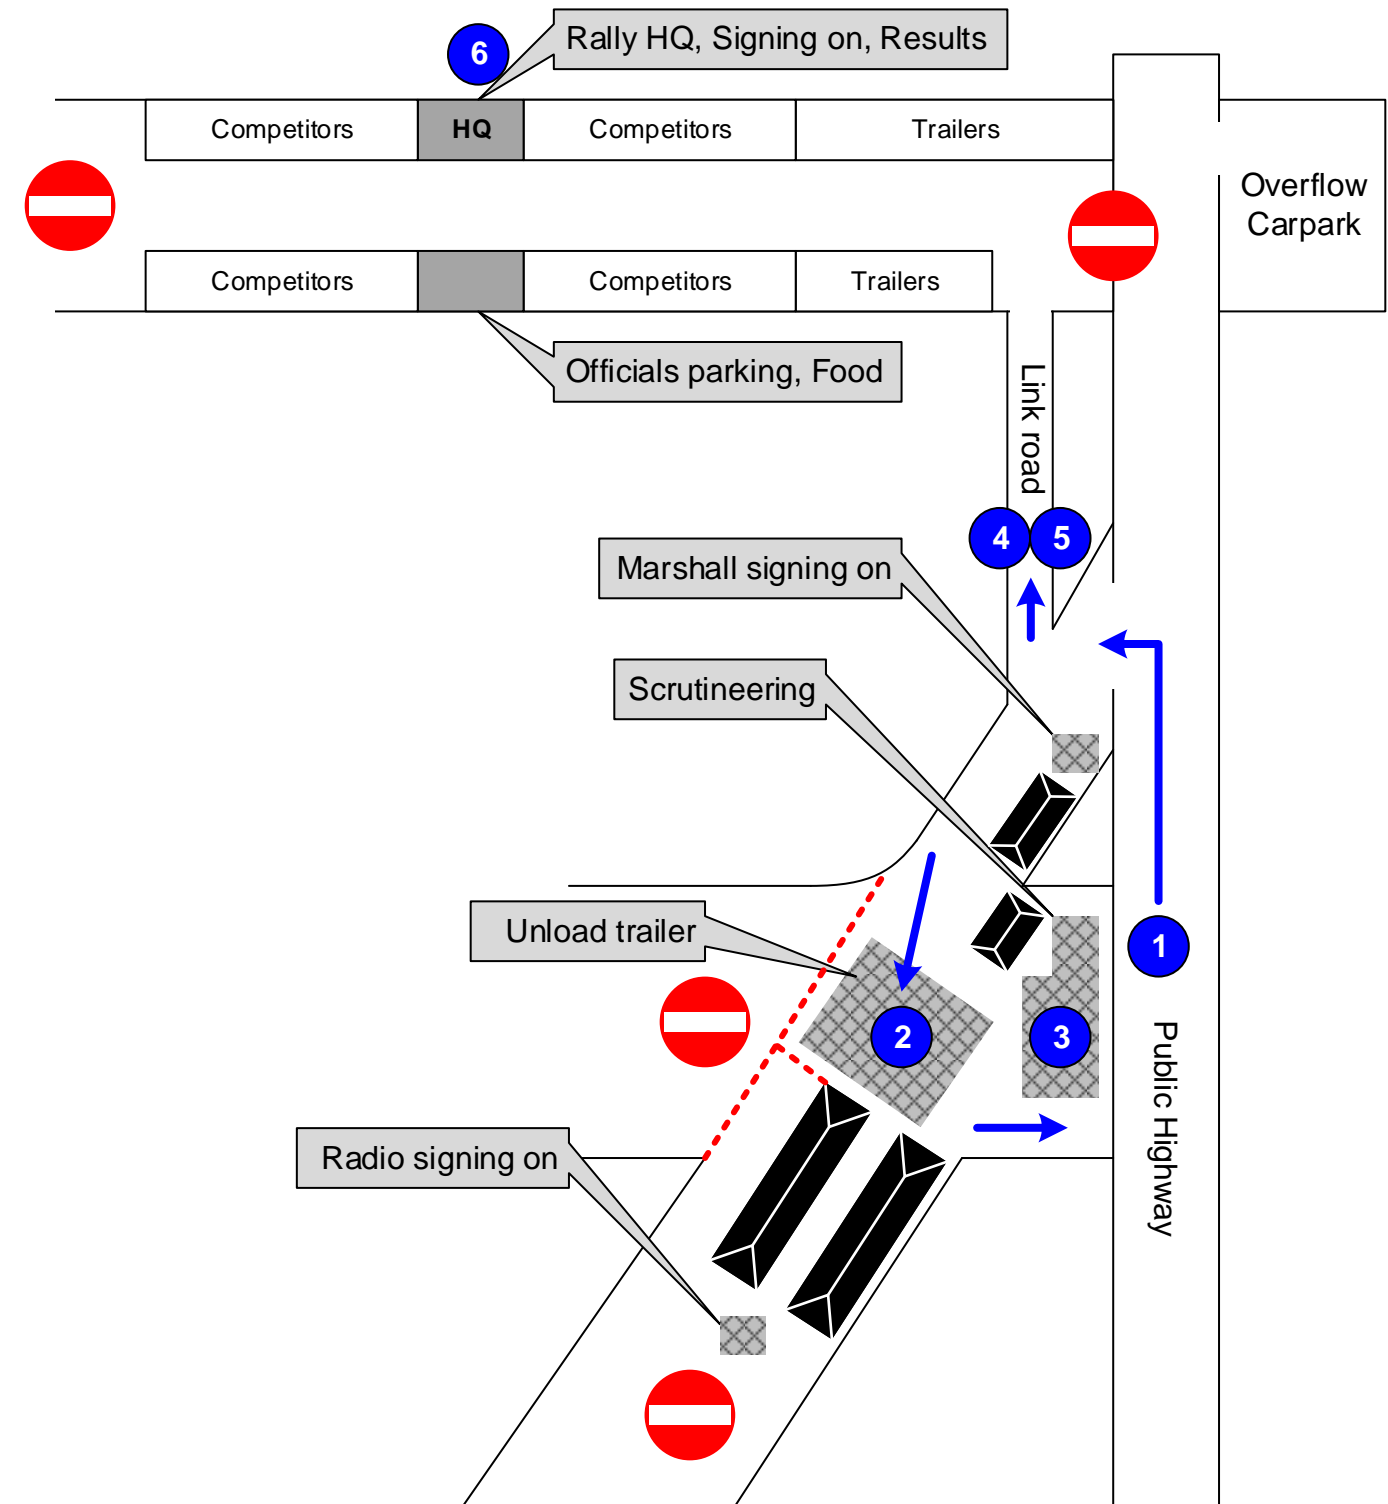 6
Rally HQ, Signing on, Results
Competitors
HQ
Competitors
Trailers
Overflow
Carpark
Competitors
Competitors
Trailers
Officials parking, Food
Link road
4
5
Marshall signing on
Scrutineering
Unload trailer
1
2
3
Public Highway
Radio signing on